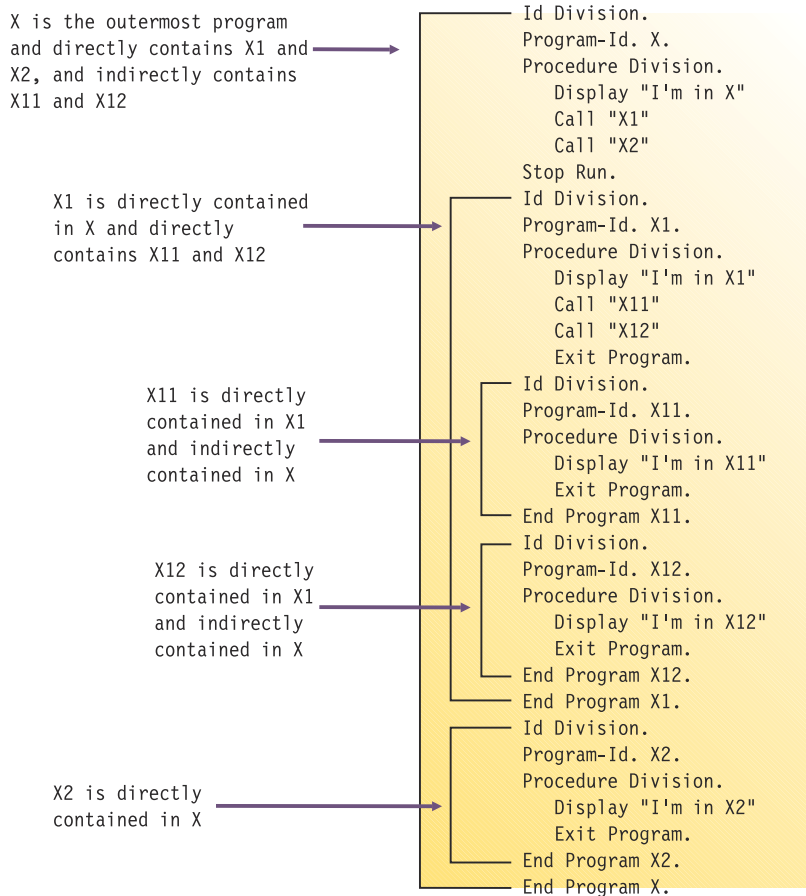 X is the outermost program
and directly contains X1 and
X2, and indirectly contains
X11 and X12
X1 is directly contained
in X and directly
contains X11 and X12
X11 is directly
contained in X1
and indirectly
contained in X
X12 is directly
contained in X1
and indirectly
contained in X
X2 is directly
contained in X
Id Division.
Program-Id. X.
Procedure Division.
Display "I'm in X"
Call "X1"
Call "X2"
Stop Run.
Id Division.
Program-Id. X1.
Procedure Division.
Display "I'm in X1"
Call "X11"
Call "X12"
Exit Program.
Id Division.
Program-Id. X11.
Procedure Division.
Display "I'm in X11"
Exit Program.
End Program X11.
Id Division.
Program-Id. X12.
Procedure Division.
Display "I'm in X12"
Exit Program.
End Program X12.
End Program X1.
Id Division.
Program-Id. X2.
Procedure Division.
Display "I'm in X2"
Exit Program.
End Program X2.
End Program X.